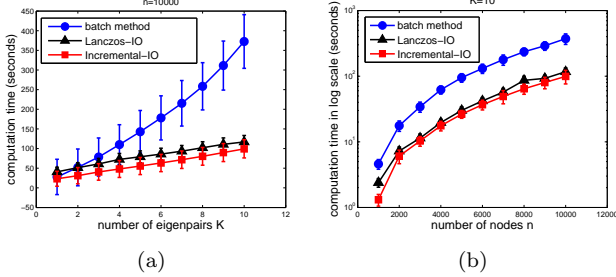 n=10000
450
400
350
300
250
200
150
100
50
0
-50
0
2
4
6
8
10
12
computation time (seconds)
number of eigenpairs K
batch method
Lanczos-IO
Incremental-IO
(a)
K=10
10³
10²
10¹
10⁰
0
2000
4000
6000
8000
10000
12000
computation time in log scale (seconds)
number of nodes n
batch method
Lanczos-IO
Incremental-IO
(b)